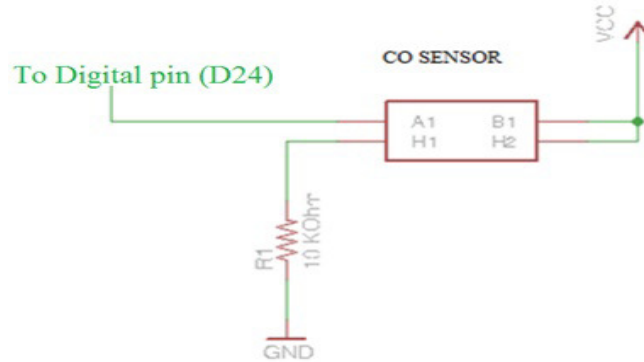 VCC
CO SENSOR
To Digital pin (D24)
A1 B1
H1 H2
R1
10 KOhm
GND